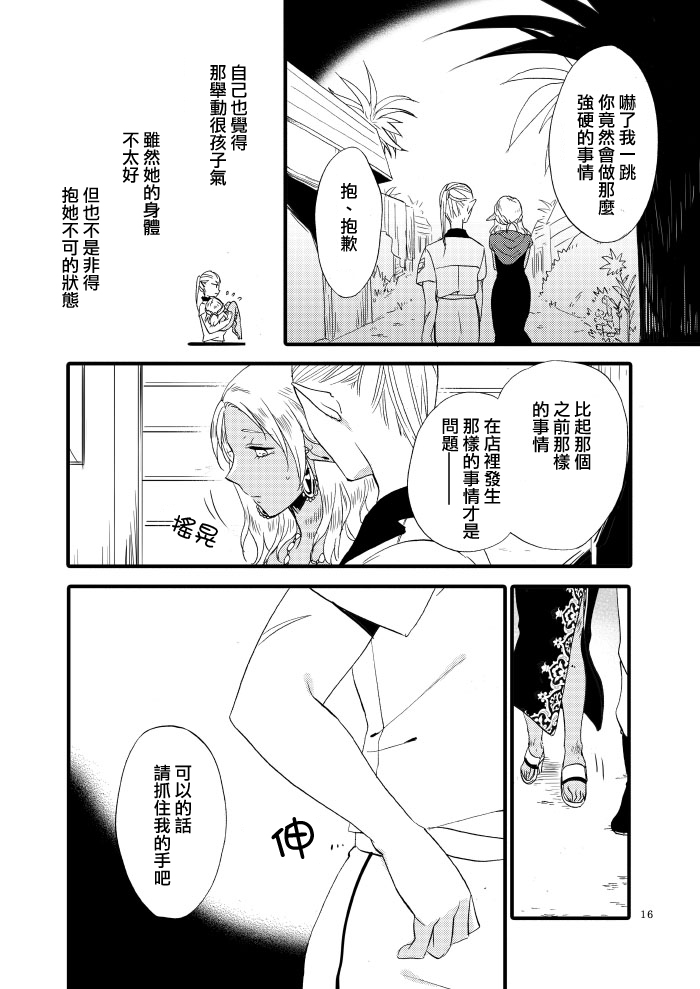 嚇了我一跳
你竟然會做那麼
強硬的事情
抱、抱歉
自己也覺得
那舉動很孩子氣
雖然她的身體
不太好
但也不是非得
抱她不可的狀態
比起那個
之前那樣
的事情
在店裡發生
那樣的事情才是
問題——
搖晃
可以的話
請抓住我的手吧
伸
16